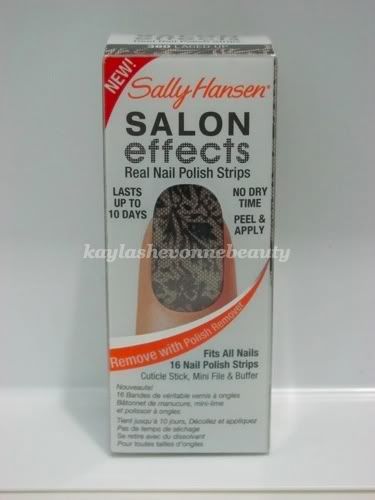 360 LACED UP
NEW!
Sally Hansen®
SALON
effects
Real Nail Polish Strips
LASTS
UP TO
10 DAYS
NO DRY
TIME
PEEL &
APPLY
kaylashevonnebeauty
Remove with Polish Remover
Fits All Nails
16 Nail Polish Strips
Cuticle Stick, Mini File & Buffer
Nouveauté!
16 Bandes de véritable vernis à ongles
Bâtonnet de manucure, mini-lime
et polissoir à ongles
Tient jusqu'à 10 jours, Décollez et appliquez
Pas de temps de séchage
Se retire avec du dissolvant
Pour toutes tailles d'ongles